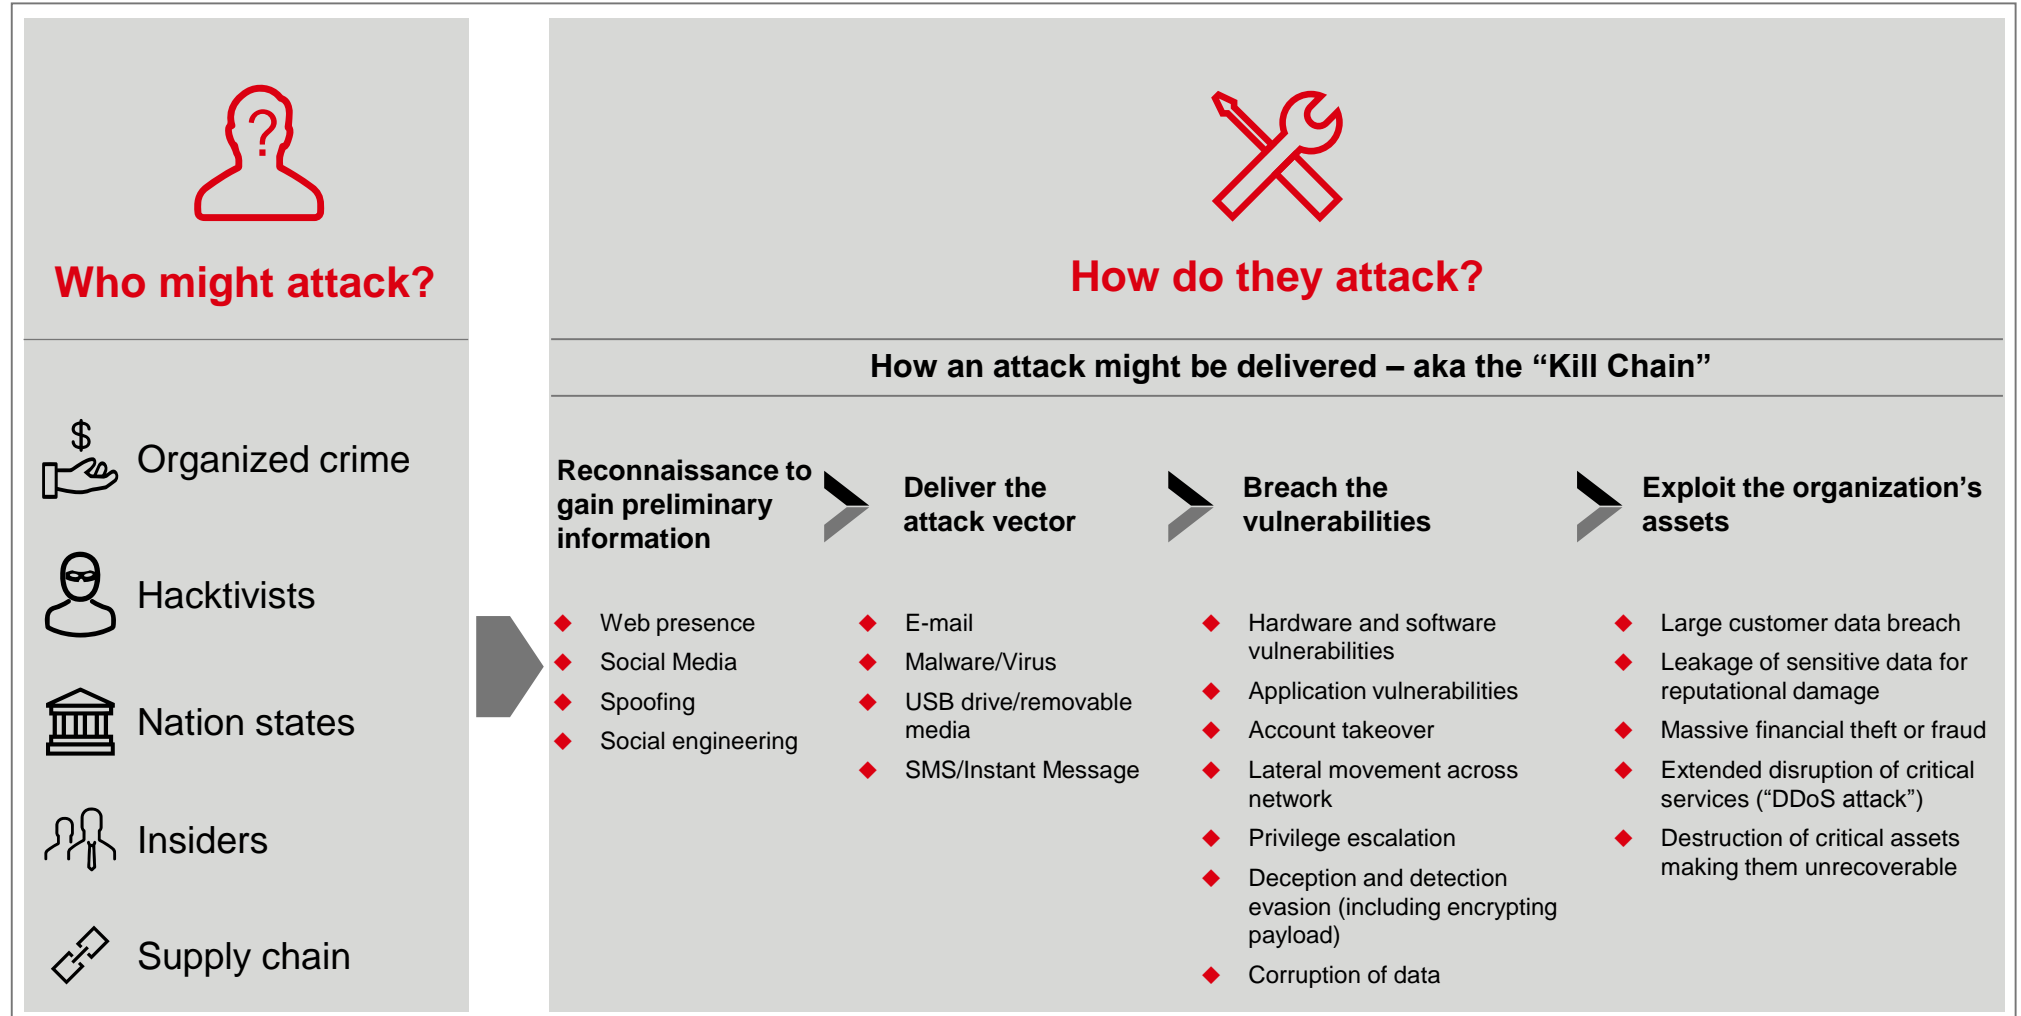 ?
Who might attack?
$
Organized crime
Hacktivists
Nation states
Insiders
Supply chain
How do they attack?
How an attack might be delivered – aka the “Kill Chain”
Reconnaissance to
gain preliminary
information
Web presence
Social Media
Spoofing
Social engineering
Deliver the
attack vector
E-mail
Malware/Virus
USB drive/removable
media
SMS/Instant Message
Breach the
vulnerabilities
Hardware and software
vulnerabilities
Application vulnerabilities
Account takeover
Lateral movement across
network
Privilege escalation
Deception and detection
evasion (including encrypting
payload)
Corruption of data
Exploit the organization’s
assets
Large customer data breach
Leakage of sensitive data for
reputational damage
Massive financial theft or fraud
Extended disruption of critical
services (“DDoS attack”)
Destruction of critical assets
making them unrecoverable